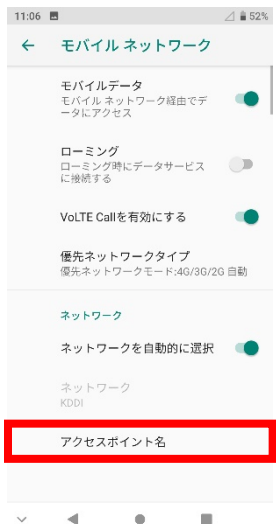 11:06
52%
モバイル ネットワーク
モバイルデータ
モバイル ネットワーク経由でデ
ータにアクセス
ローミング
ローミング時にデータサービス
に接続する
VoLTE Callを有効にする
優先ネットワークタイプ
優先ネットワークモード:4G/3G/2G 自動
ネットワーク
ネットワークを自動的に選択
ネットワーク
KDDI
アクセスポイント名